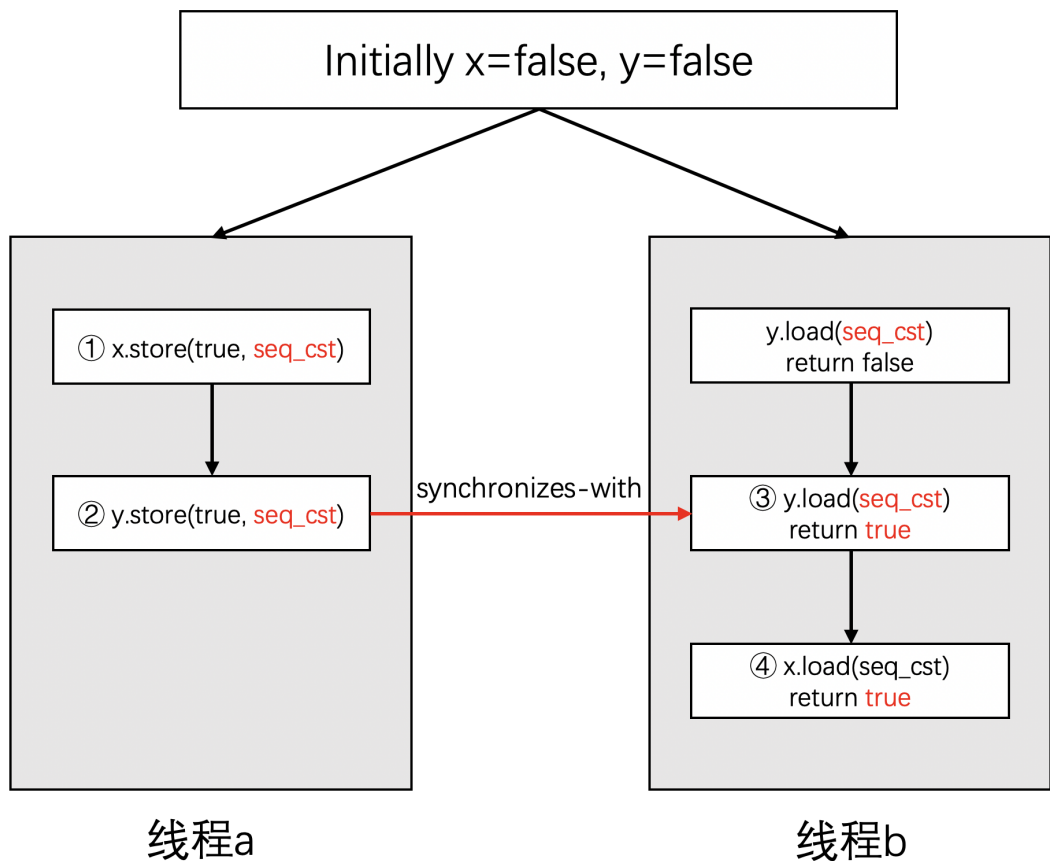 Initially x=false, y=false
① x.store(true, seq_cst)
② y.store(true, seq_cst)
synchronizes-with
y.load(seq_cst)
return false
③ y.load(seq_cst)
return true
④ x.load(seq_cst)
return true
线程a
线程b